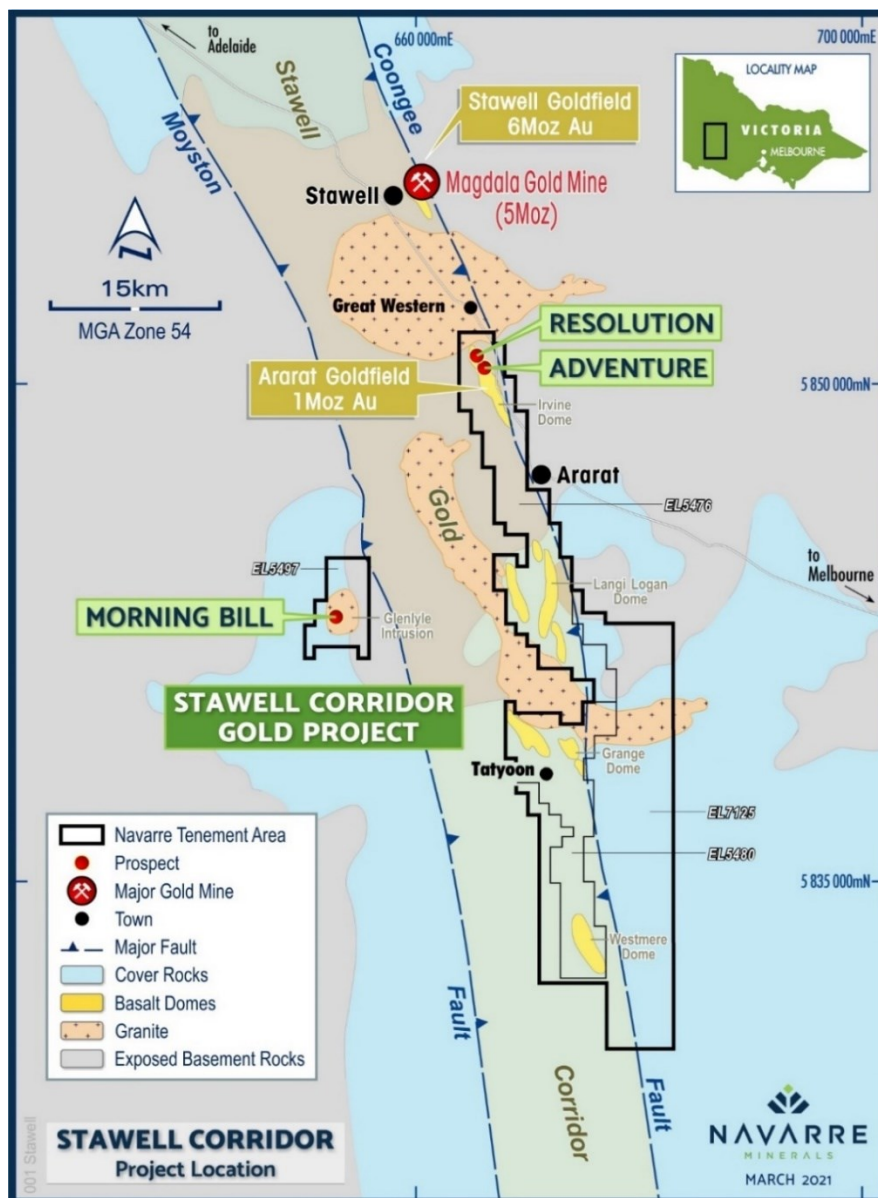 660 000mE
700 000mE
to
Adelaide
Stawell
Coongee
Moyston
LOCALITY MAP
VICTORIA
MELBOURNE
Stawell Goldfield
6Moz Au
Stawell
Magdala Gold Mine
(5Moz)
N
15km
MGA Zone 54
Great Western
RESOLUTION
ADVENTURE
Ararat Goldfield
1Moz Au
5 850 000mN
Irvine
Dome
Ararat
Gold
EL5476
to
Melbourne
EL5497
Langi Logan
Dome
MORNING BILL
Glenlyle
Intrusion
STAWELL CORRIDOR
GOLD PROJECT
Grange
Dome
Tatyoon
EL7125
EL5480
5 835 000mN
Westmere
Dome
Fault
Fault
Corridor
Navarre Tenement Area
Prospect
Major Gold Mine
Town
Major Fault
Cover Rocks
Basalt Domes
Granite
Exposed Basement Rocks
001 Stawell
STAWELL CORRIDOR
Project Location
NAVARRE
MINERALS
MARCH 2021